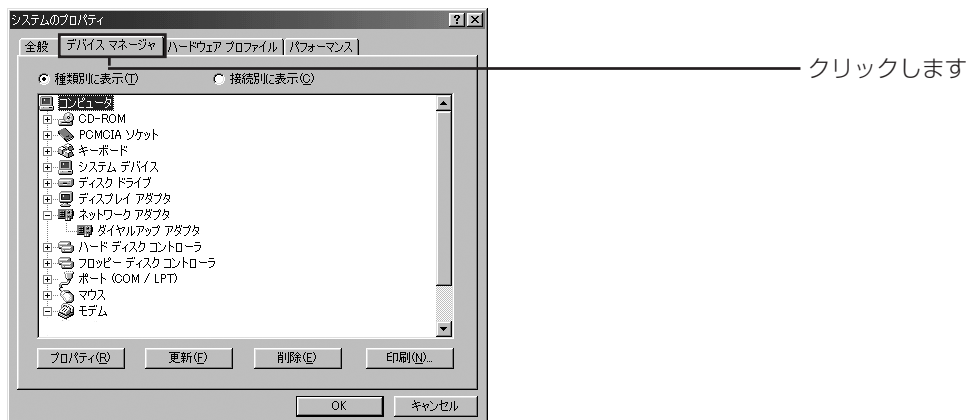 システムのプロパティ
全般 デバイス マネージャ ハードウェア プロファイル パフォーマンス
種類別に表示(T) 接続別に表示(C)
クリックします
コンピュータ
CD-ROM
PCMCIA ソケット
キーボード
システム デバイス
ディスク ドライブ
ディスプレイ アダプタ
ネットワーク アダプタ
ダイヤルアップ アダプタ
ハード ディスク コントローラ
フロッピー ディスク コントローラ
ポート (COM / LPT)
マウス
モデム
プロパティ(R) 更新(F) 削除(E) 印刷(N)...
OK キャンセル